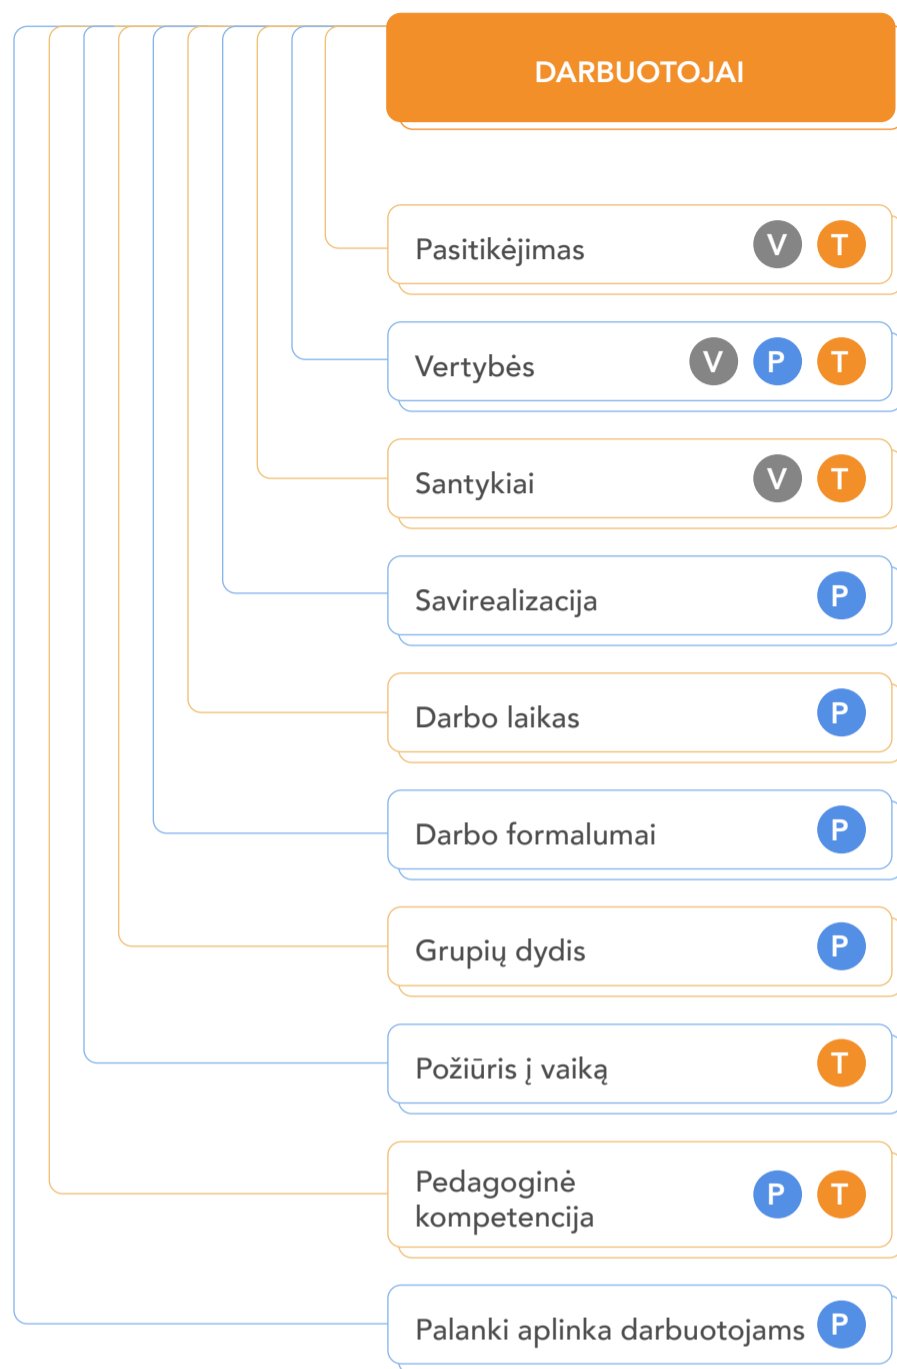 DARBUOTOJAI
Pasitikėjimas V T
Vertybės V P T
Santykiai V T
Savirealizacija P
Darbo laikas P
Darbo formalumai P
Grupių dydis P
Požiūris į vaiką T
Pedagoginė
kompetencija P T
Palanki aplinka darbuotojams P